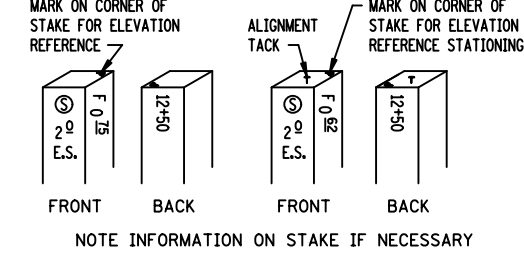 MARK ON CORNER OF
STAKE FOR ELEVATION
REFERENCE
ALIGNMENT
TACK
MARK ON CORNER OF
STAKE FOR ELEVATION
REFERENCE STATIONING
S
2º
E.S.
F 0 75
12+50
S
2º
E.S.
F 0 62
12+50
FRONT
BACK
FRONT
BACK
NOTE INFORMATION ON STAKE IF NECESSARY